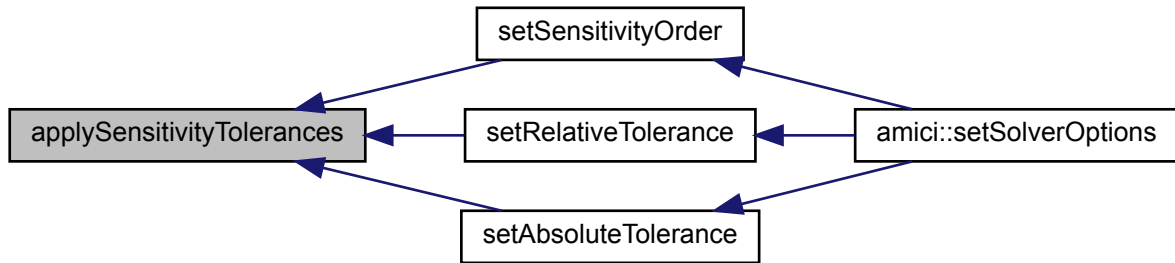 setSensitivityOrder
applySensitivityTolerances
setRelativeTolerance
amici::setSolverOptions
setAbsoluteTolerance